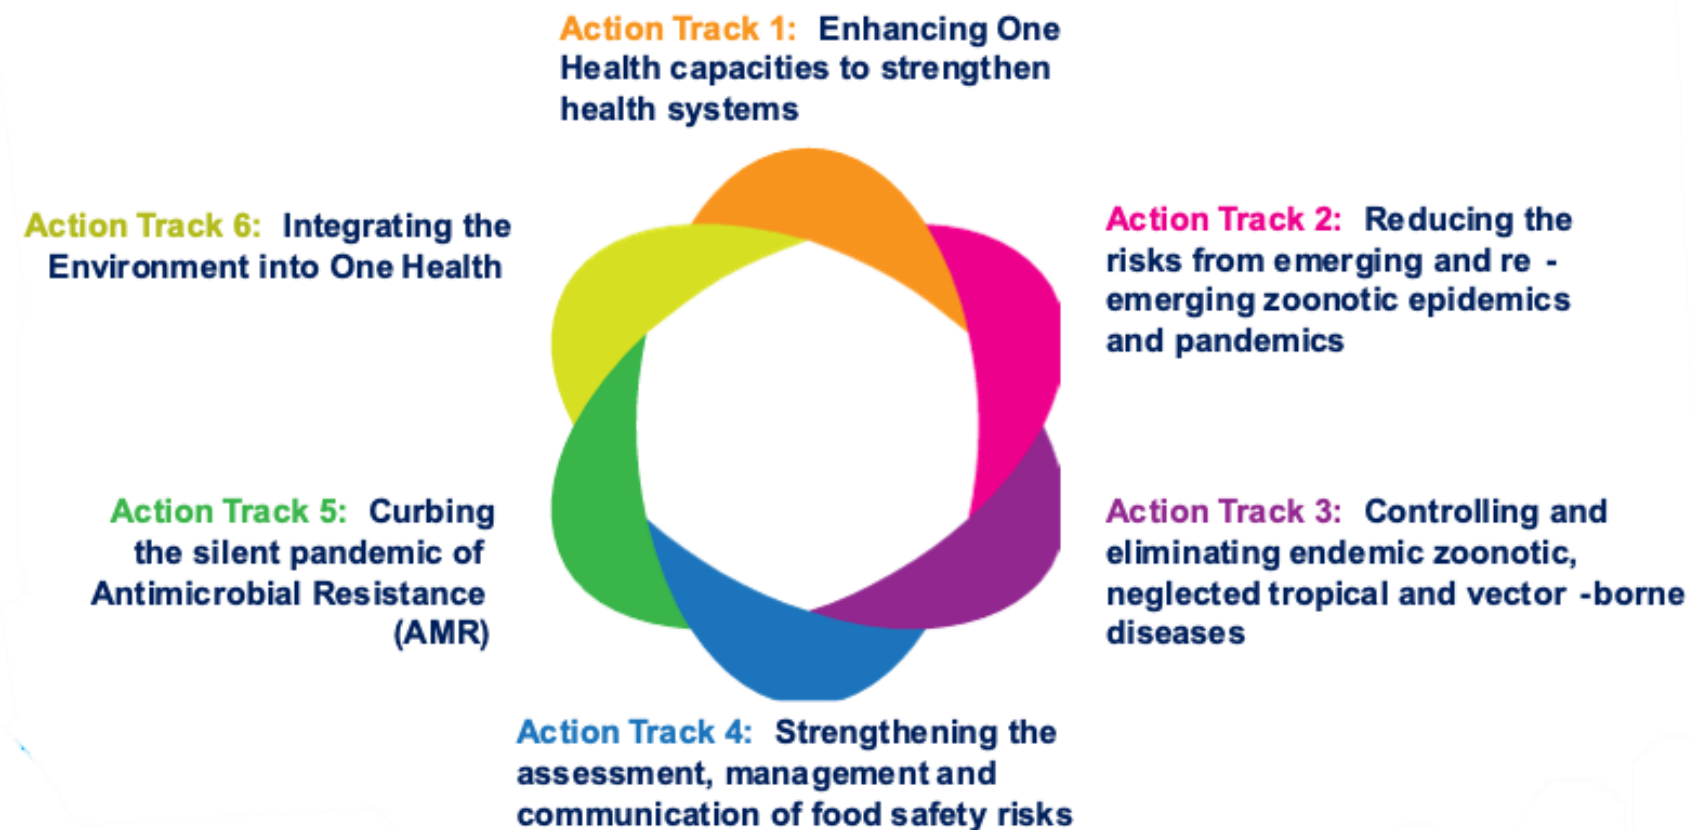 Action Track 1: Enhancing One
Health capacities to strengthen
health systems
Action Track 2: Reducing the
risks from emerging and re -
emerging zoonotic epidemics
and pandemics
Action Track 3: Controlling and
eliminating endemic zoonotic,
neglected tropical and vector -borne
diseases
Action Track 4: Strengthening the
assessment, management and
communication of food safety risks
Action Track 5: Curbing
the silent pandemic of
Antimicrobial Resistance
(AMR)
Action Track 6: Integrating the
Environment into One Health